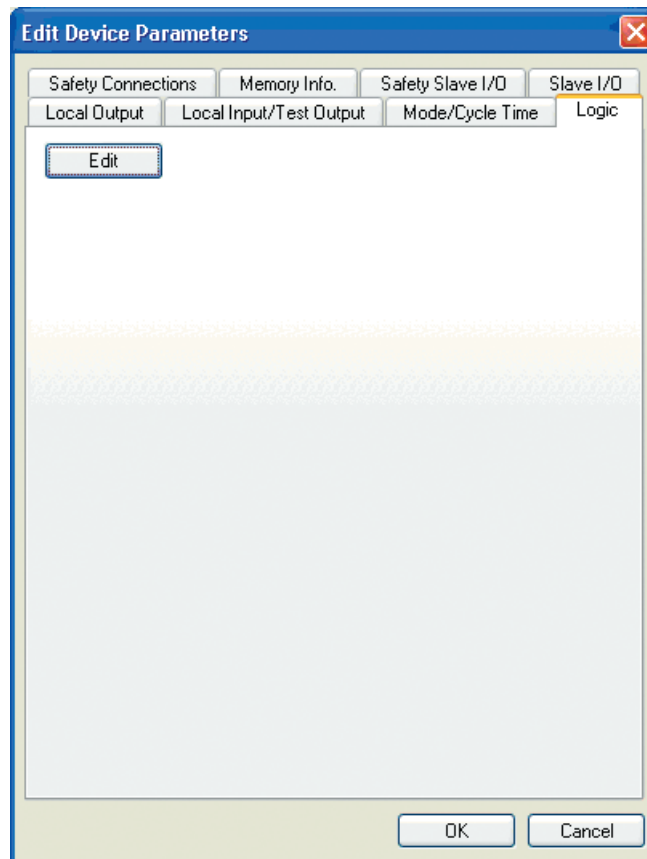 Edit Device Parameters
Safety Connections Memory Info. Safety Slave I/O Slave I/O
Local Output Local Input/Test Output Mode/Cycle Time Logic
Edit
OK Cancel